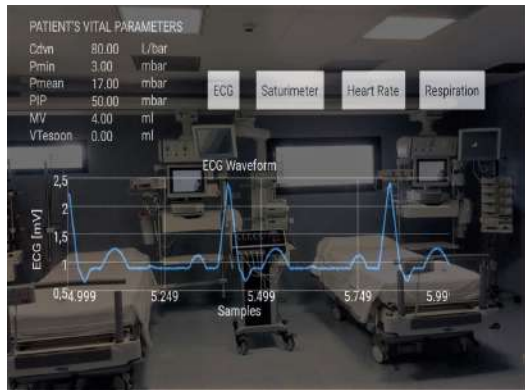 PATIENT'S VITAL PARAMETERS
Cdvn 80.00 L/bar
Pmin 3.00 mbar
Pmean 17.00 mbar
PIP 50.00 mbar
MV 4.00 ml
VTespon 0.00 ml
ECG Saturimeter Heart Rate Respiration
ECG Waveform
ECG [mV]
2,5
2
1,5
1
0,5
4.999 5.249 5.499 5.749 5.99
Samples